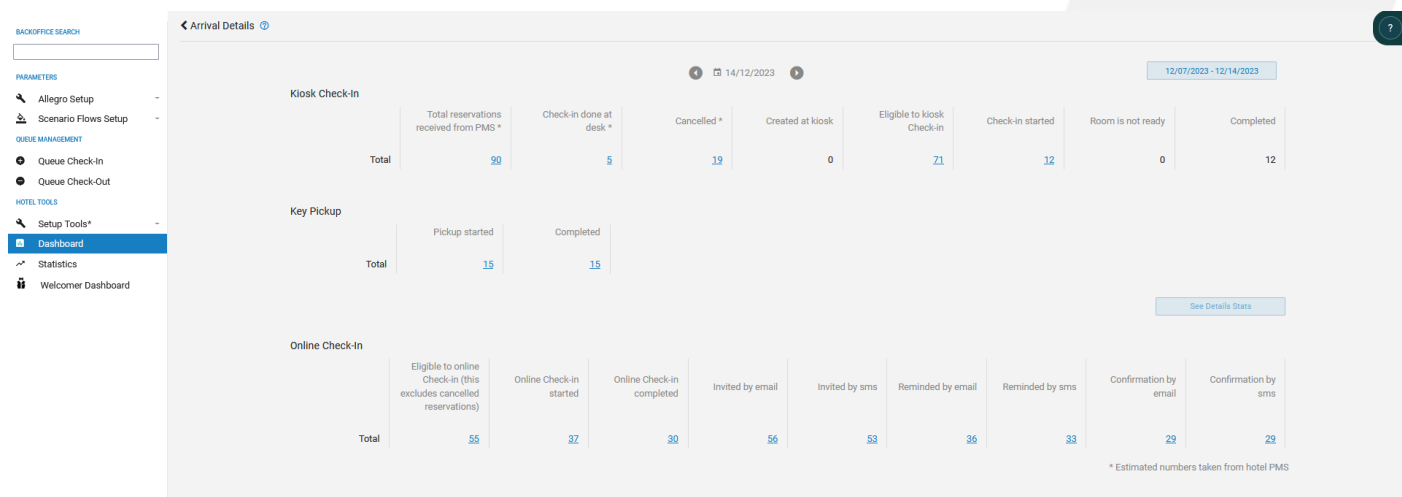 BACKOFFICE SEARCH
PARAMETERS
Allegro Setup
Scenario Flows Setup
QUEUE MANAGEMENT
Queue Check-In
Queue Check-Out
HOTEL TOOLS
Setup Tools*
Dashboard
Statistics
Welcomer Dashboard
Arrival Details ?
?
14/12/2023
12/07/2023 - 12/14/2023
Kiosk Check-In
Total reservations
received from PMS *
Check-in done at
desk *
Cancelled *
Created at kiosk
Eligible to kiosk
Check-in
Check-in started
Room is not ready
Completed
Total 90 5 19 0 71 12 0 12
Key Pickup
Pickup started Completed
Total 15 15
See Details Stats
Online Check-In
Eligible to online
Check-in (this
excludes cancelled
reservations)
Online Check-in
started
Online Check-in
completed
Invited by email
Invited by sms
Reminded by email
Reminded by sms
Confirmation by
email
Confirmation by
sms
Total 55 37 30 56 53 36 33 29 29
* Estimated numbers taken from hotel PMS